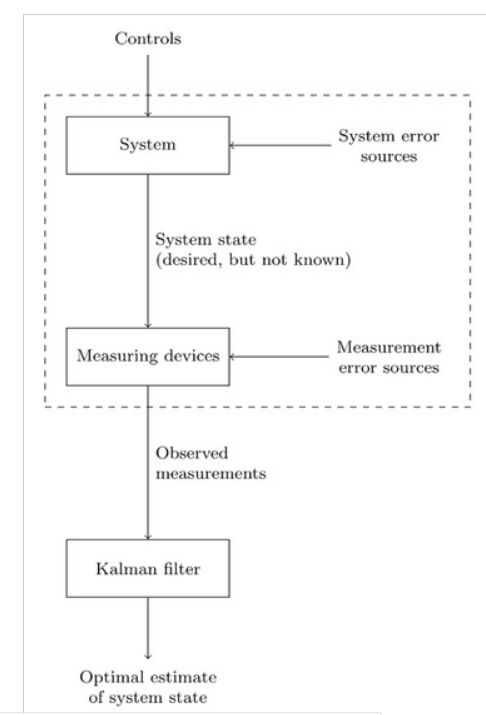 Controls
System
System error
sources
System state
(desired, but not known)
Measuring devices
Measurement
error sources
Observed
measurements
Kalman filter
Optimal estimate
of system state